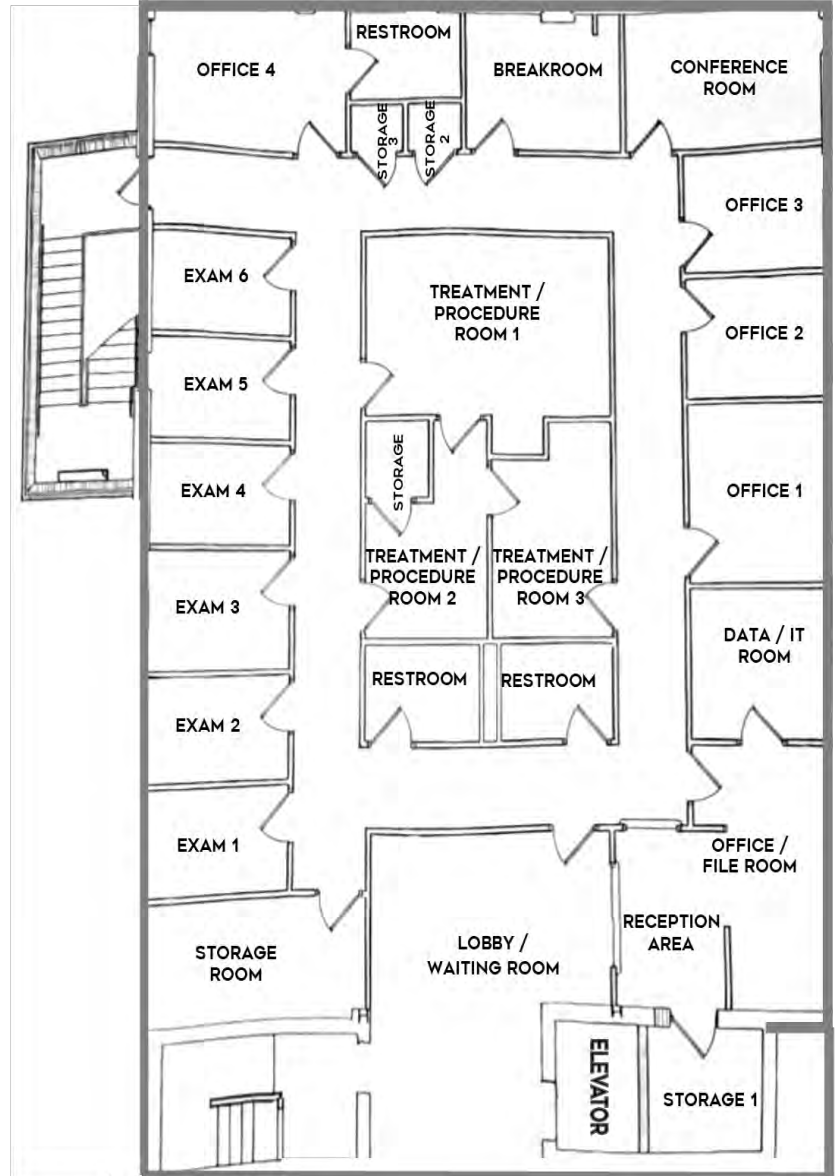 RESTROOM
OFFICE 4
BREAKROOM
CONFERENCE
ROOM
STORAGE
3
STORAGE
2
OFFICE 3
EXAM 6
TREATMENT /
PROCEDURE
ROOM 1
OFFICE 2
EXAM 5
STORAGE
EXAM 4
OFFICE 1
TREATMENT /
PROCEDURE
ROOM 2
TREATMENT /
PROCEDURE
ROOM 3
EXAM 3
DATA / IT
ROOM
RESTROOM
RESTROOM
EXAM 2
EXAM 1
OFFICE /
FILE ROOM
RECEPTION
AREA
LOBBY /
WAITING ROOM
STORAGE
ROOM
ELEVATOR
STORAGE 1